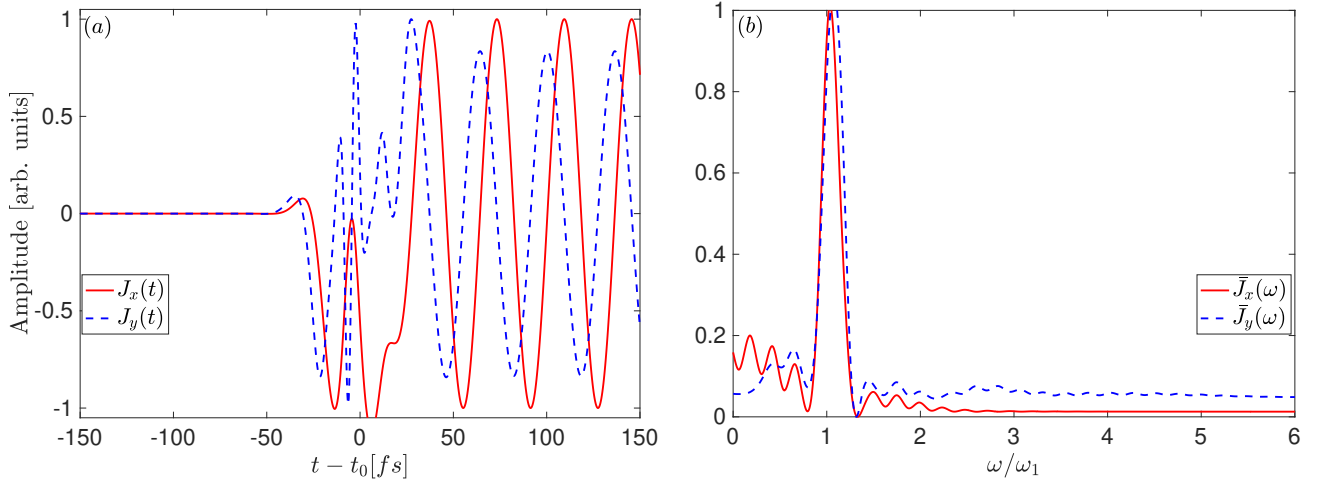 (a)
Amplitude [arb. units]
1
0.5
0
-0.5
-1
J_x(t)
J_y(t)
-150 -100 -50 0 50 100 150
t − t_0[fs]
(b)
1
0.8
0.6
0.4
0.2
0
J̄_x(ω)
J̄_y(ω)
0 1 2 3 4 5 6
ω/ω_1